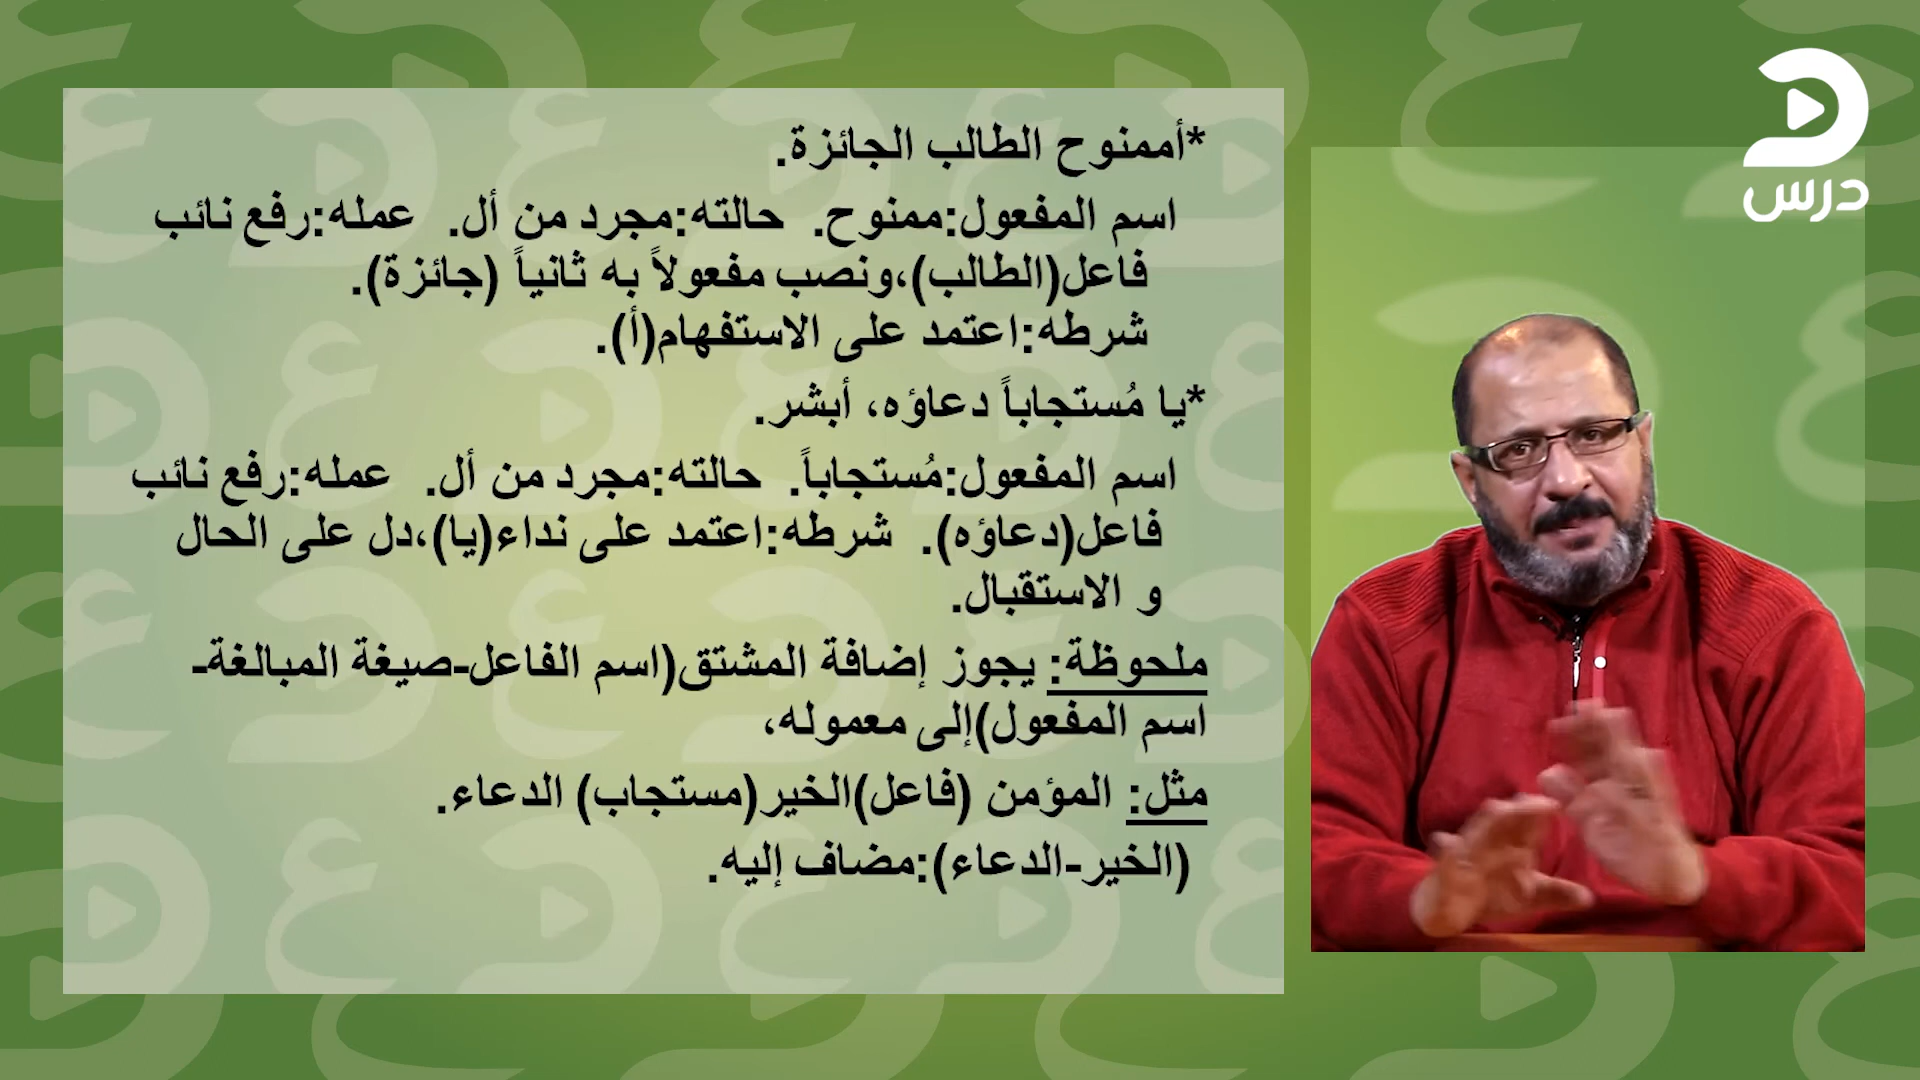 *أممنوح الطالب الجائزة.
اسم المفعول:ممنوح. حالته:مجرد من أل. عمله:رفع نائب
فاعل(الطالب)،ونصب مفعولاً به ثانياً (جائزة).
شرطه:اعتمد على الاستفهام(أ).
*يا مُستجاباً دعاؤه، أبشر.
اسم المفعول:مُستجاباً. حالته:مجرد من أل. عمله:رفع نائب
فاعل(دعاؤه). شرطه:اعتمد على نداء(يا)،دل على الحال
و الاستقبال.
ملحوظة: يجوز إضافة المشتق(اسم الفاعل-صيغة المبالغة-
اسم المفعول)إلى معموله،
مثل: المؤمن (فاعل)الخير(مستجاب) الدعاء.
(الخير-الدعاء):مضاف إليه.
درس